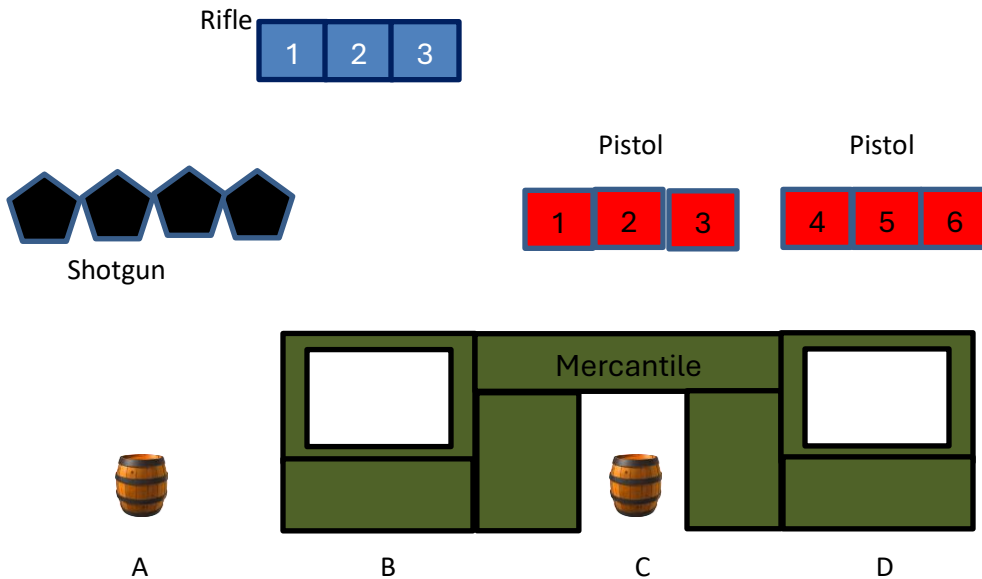 Rifle
1 2 3
Pistol Pistol
1 2 3 4 5 6
Shotgun
Mercantile
A B C D